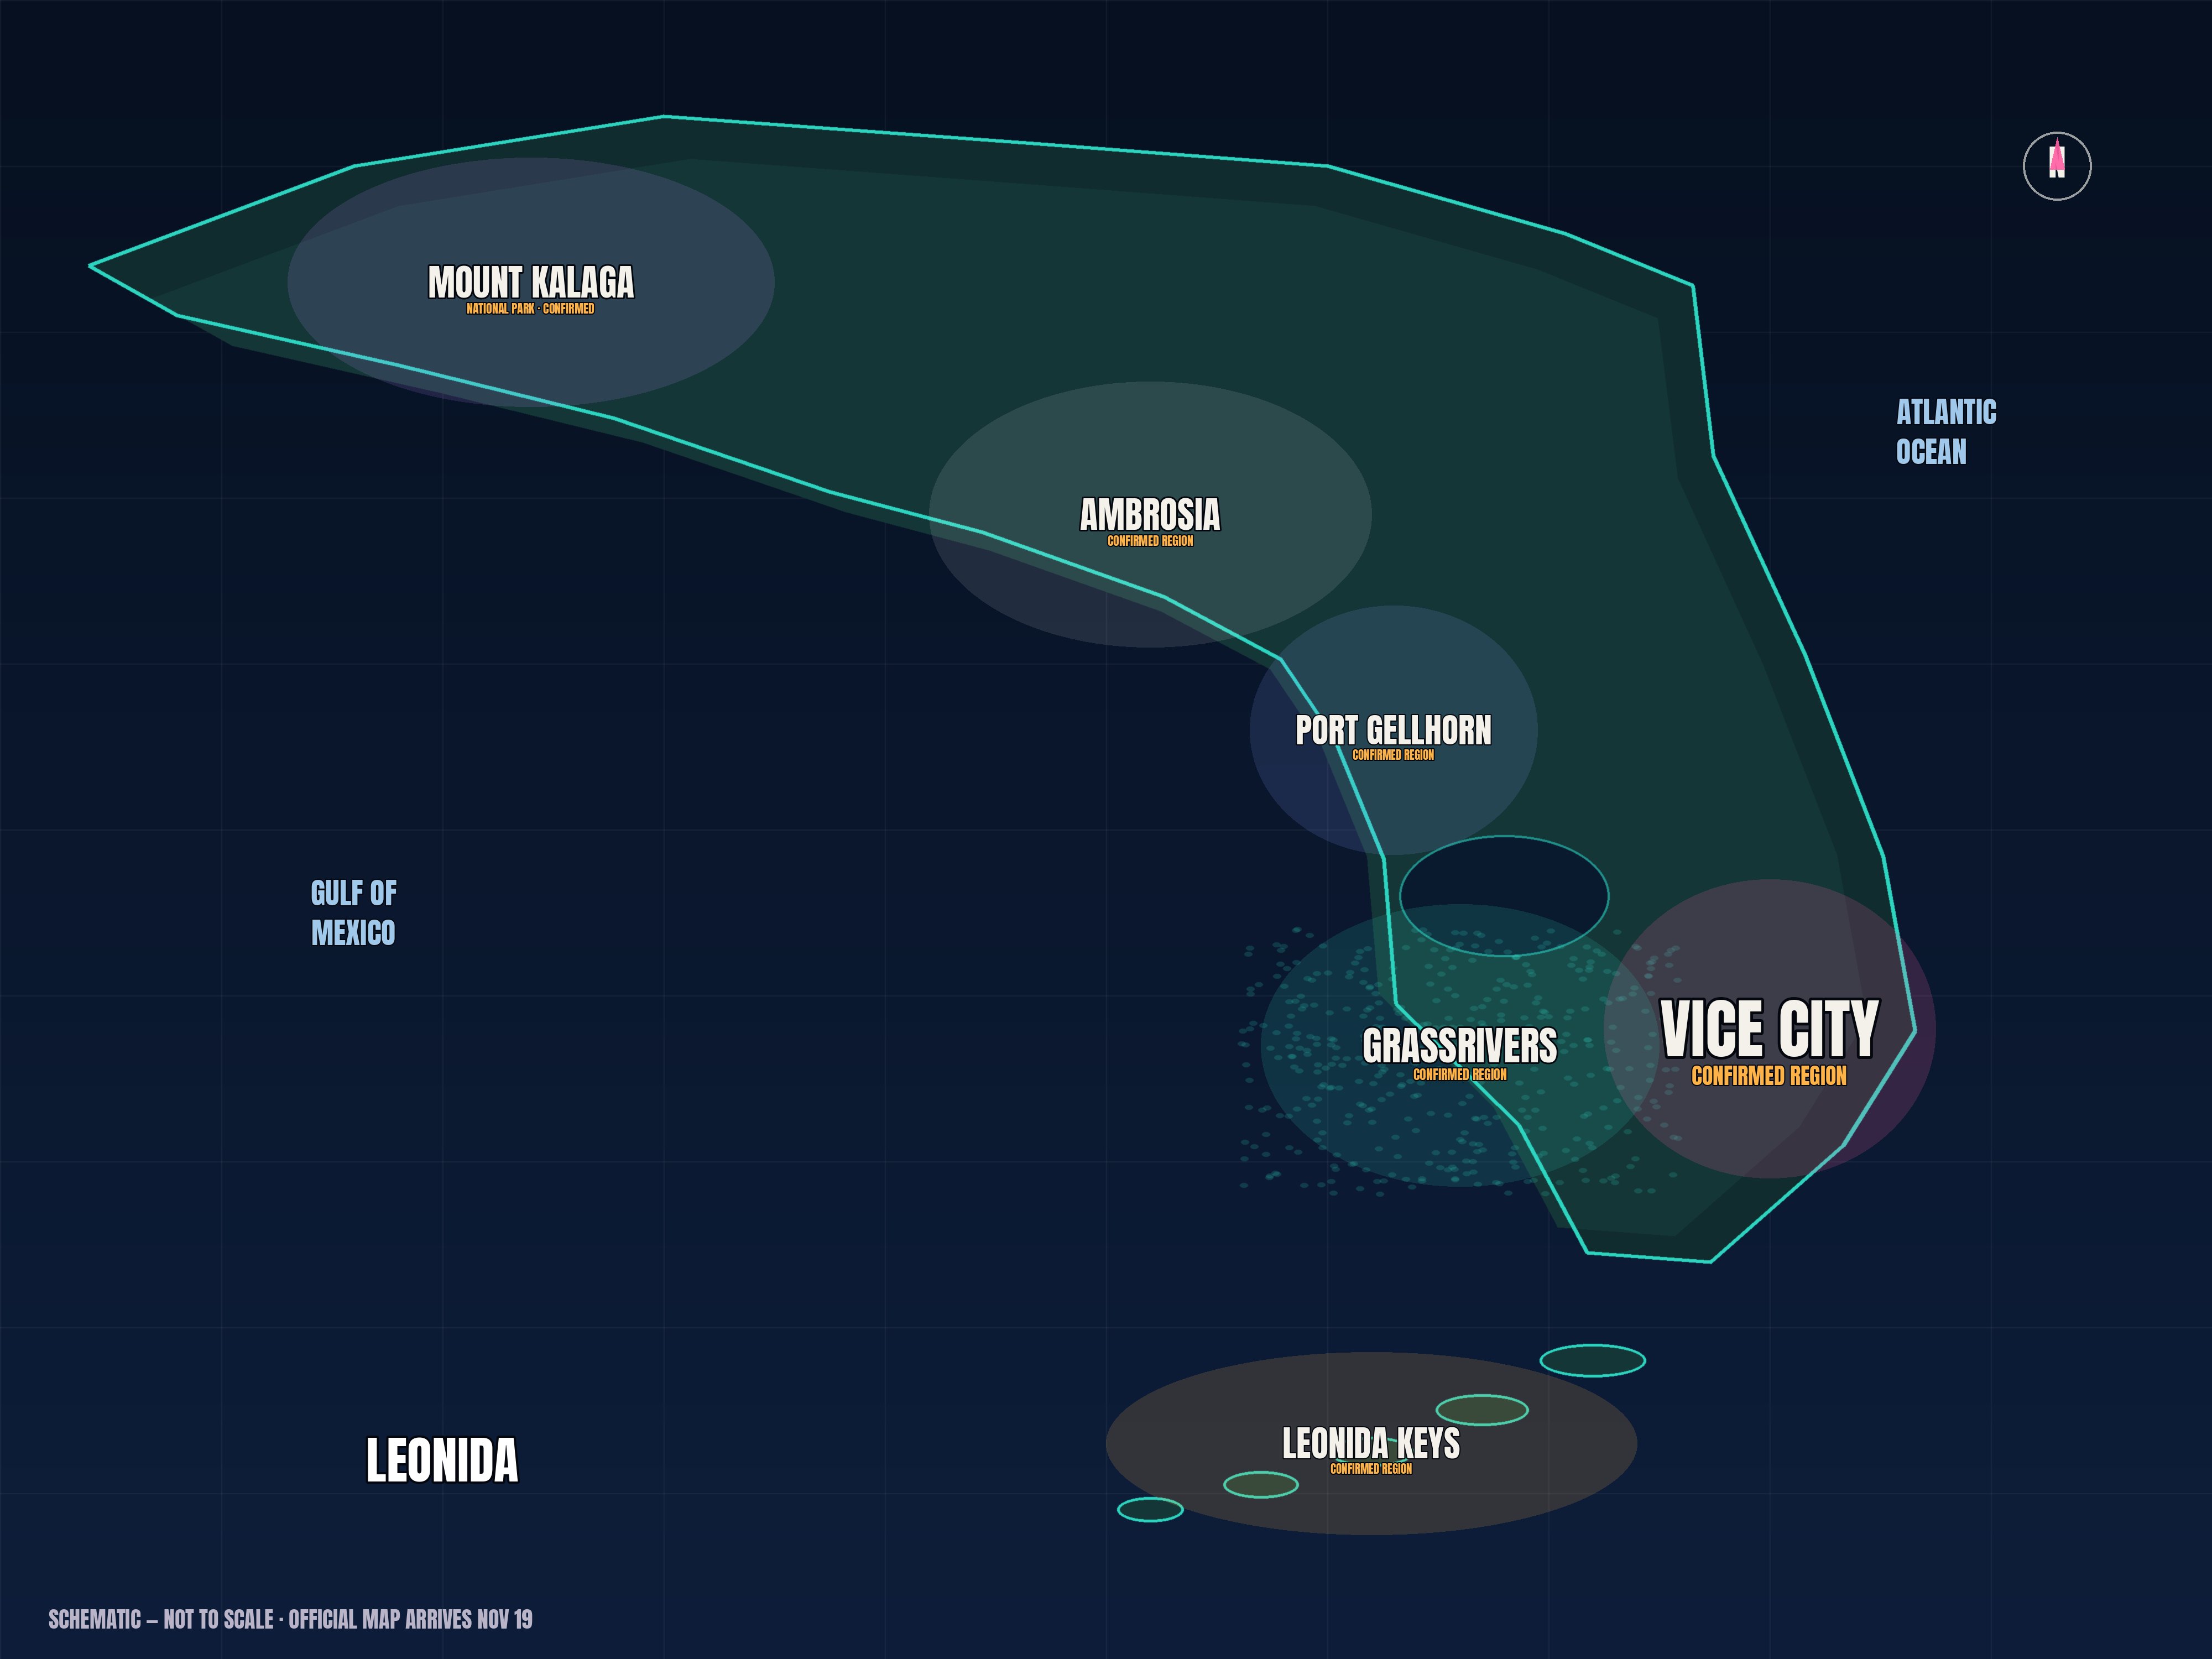 N
MOUNT KALAGA
NATIONAL PARK · CONFIRMED
ATLANTIC
OCEAN
AMBROSIA
CONFIRMED REGION
PORT GELLHORN
CONFIRMED REGION
GULF OF
MEXICO
VICE CITY
CONFIRMED REGION
GRASSRIVERS
CONFIRMED REGION
LEONIDA KEYS
CONFIRMED REGION
LEONIDA
SCHEMATIC – NOT TO SCALE · OFFICIAL MAP ARRIVES NOV 19